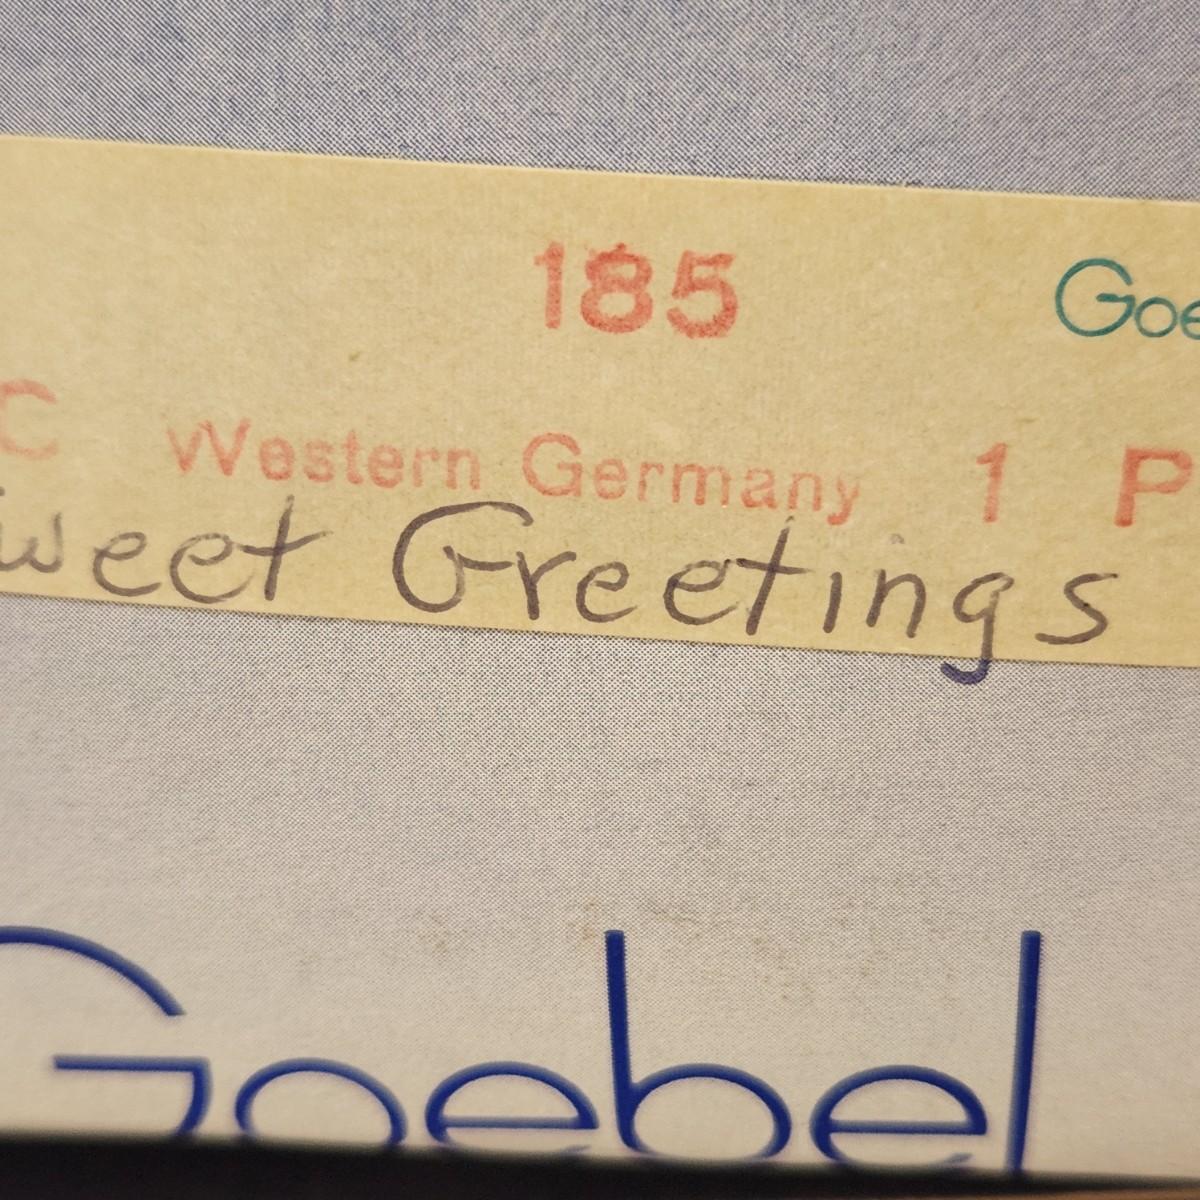 185 Goe
C Western Germany 1 P
weet Greetings
Goebel